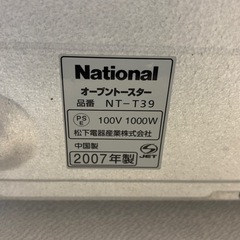 National
オーブントースター
品番 NT-T39
PS
E 100V 1000W
松下電器産業株式会社
中国製
2007年製
S JET